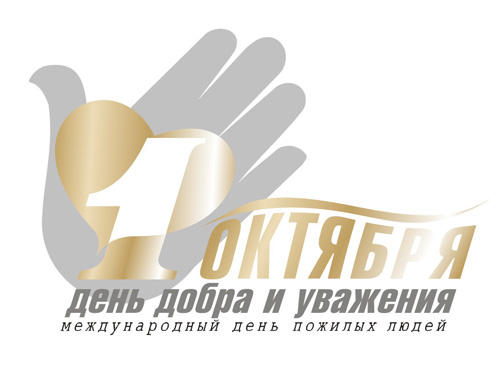 1 ОКТЯБРЯ
день добра и уважения
международный день пожилых людей